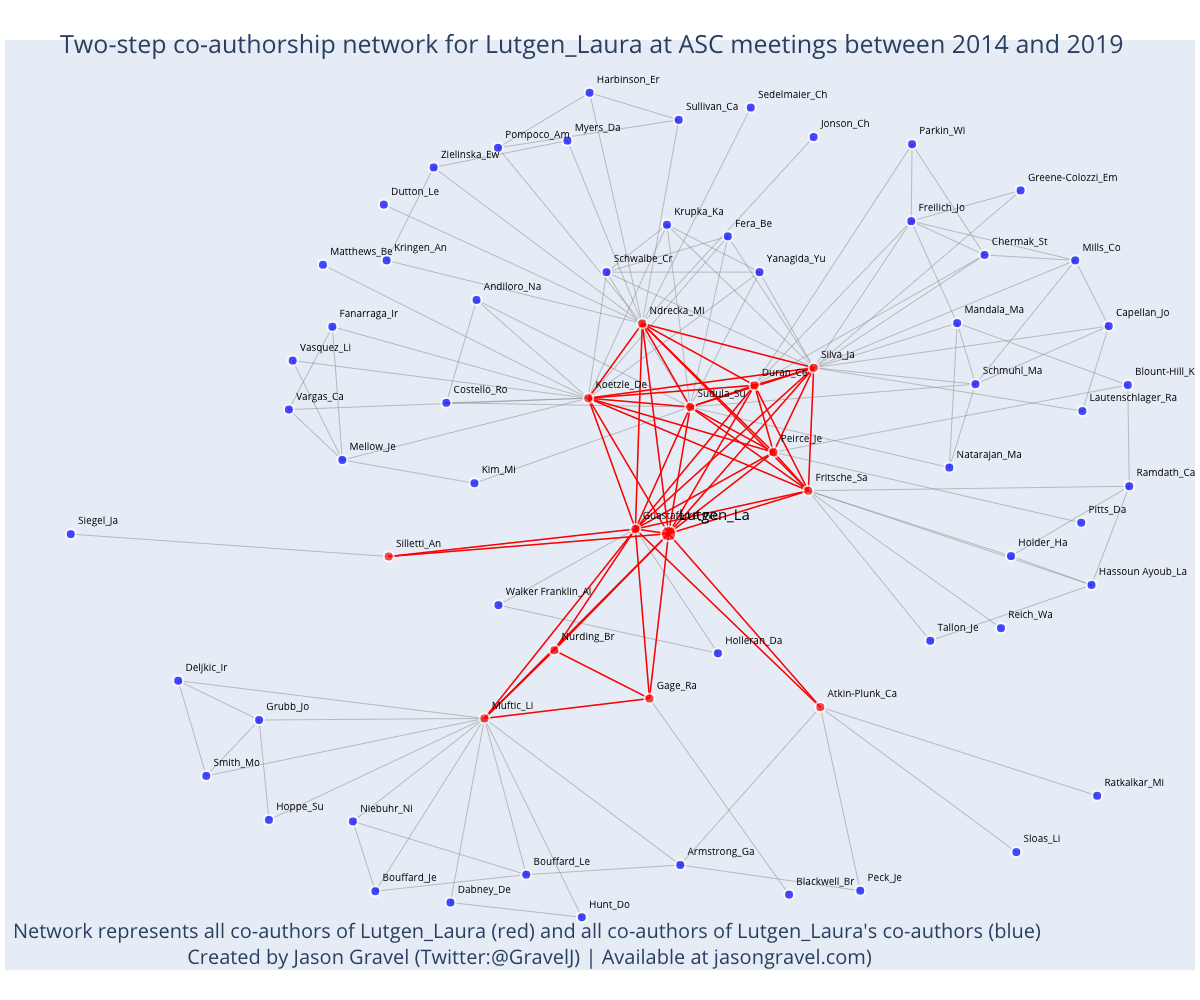 Two-step co-authorship network for Lutgen_Laura at ASC meetings between 2014 and 2019
Harbinson_Er
Sedelmaier_Ch
Sullivan_Ca
Jonson_Ch
Myers_Da
Pompoco_Am
Parkin_Wi
Zielinska_Ew
Greene-Colozzi_Em
Dutton_Le
Freilich_Jo
Krupka_Ka
Fera_Be
Chermak_St
Mills_Co
Kringen_An
Matthews_Be
Schwalbe_Cr
Yanagida_Yu
Andiloro_Na
Mandala_Ma
Ndrecka_Mi
Capellan_Jo
Fanarraga_Ir
Vasquez_Li
Silva_Ja
Schmuhl_Ma
Blount-Hill_K
Duran_Co
Koetzle_De
Costello_Ro
Sudula_Su
Lautenschlager_Ra
Vargas_Ca
Peirce_Je
Mellow_Je
Natarajan_Ma
Kim_Mi
Fritsche_Sa
Ramdath_Ca
Pitts_Da
Lutgen_La
Siegel_Ja
Silletti_An
Holder_Ha
Hassoun Ayoub_La
Walker Franklin_Al
Reich_Wa
Tallon_Je
Nurding_Br
Holleran_Da
Deljkic_Ir
Gage_Ra
Atkin-Plunk_Ca
Grubb_Jo
Muftic_Li
Smith_Mo
Ratkalkar_Mi
Hoppe_Su
Niebuhr_Ni
Sloas_Li
Armstrong_Ga
Bouffard_Le
Bouffard_Je
Blackwell_Br
Peck_Je
Dabney_De
Hunt_Do
Network represents all co-authors of Lutgen_Laura (red) and all co-authors of Lutgen_Laura's co-authors (blue)
Created by Jason Gravel (Twitter:@GravelJ) | Available at jasongravel.com)